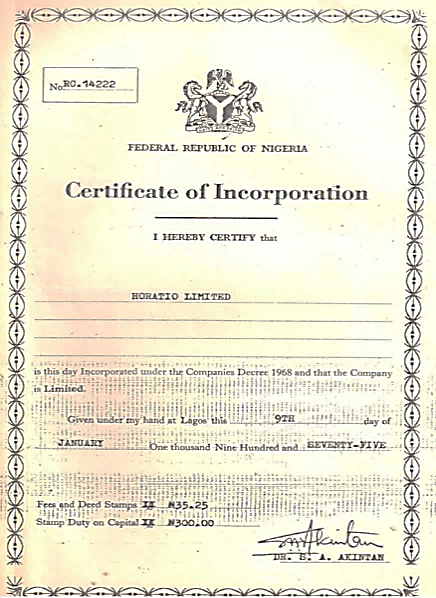 No RC.14222
FEDERAL REPUBLIC OF NIGERIA
Certificate of Incorporation
I HEREBY CERTIFY that
HORATIO LIMITED
is this day Incorporated under the Companies Decree 1968 and that the Company
is Limited.
Given under my hand at Lagos this 9TH day of
JANUARY One thousand Nine Hundred and SEVENTY-FIVE
Fees and Deed Stamps ₦35.25
Stamp Duty on Capital ₦300.00
DR. S. A. AKINTAN